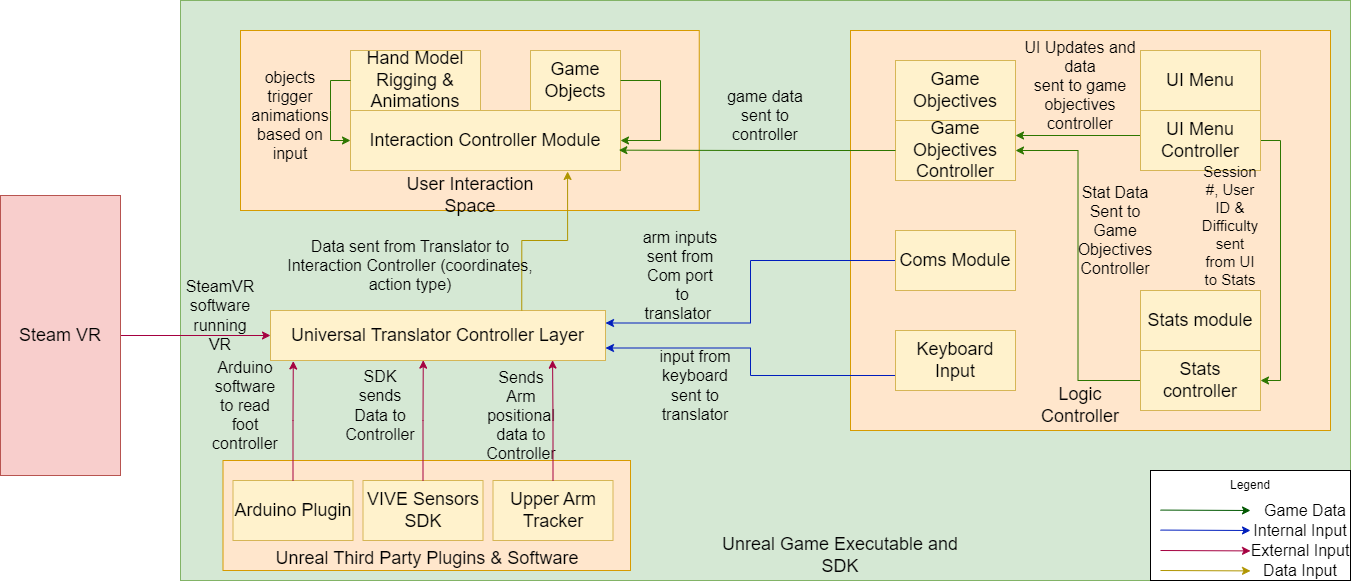 Hand Model
Rigging &
Animations
Game
Objects
objects
trigger
animations
based on
input
Interaction Controller Module
User Interaction
Space
game data
sent to
controller
Game
Objectives
Game
Objectives
Controller
UI Updates and
data
sent to game
objectives
controller
UI Menu
UI Menu
Controller
Session
#, User
ID &
Difficulty
sent
from UI
to Stats
Stat Data
Sent to
Game
Objectives
Controller
Coms Module
Keyboard
Input
Stats module
Stats
controller
Logic
Controller
Data sent from Translator to
Interaction Controller (coordinates,
action type)
arm inputs
sent from
Com port
to
translator
input from
keyboard
sent to
translator
Steam VR
SteamVR
software
running
VR
Universal Translator Controller Layer
Arduino
software
to read
foot
controller
SDK
sends
Data to
Controller
Sends
Arm
positional
data to
Controller
Arduino Plugin
VIVE Sensors
SDK
Upper Arm
Tracker
Unreal Third Party Plugins & Software
Unreal Game Executable and
SDK
Legend
Game Data
Internal Input
External Input
Data Input